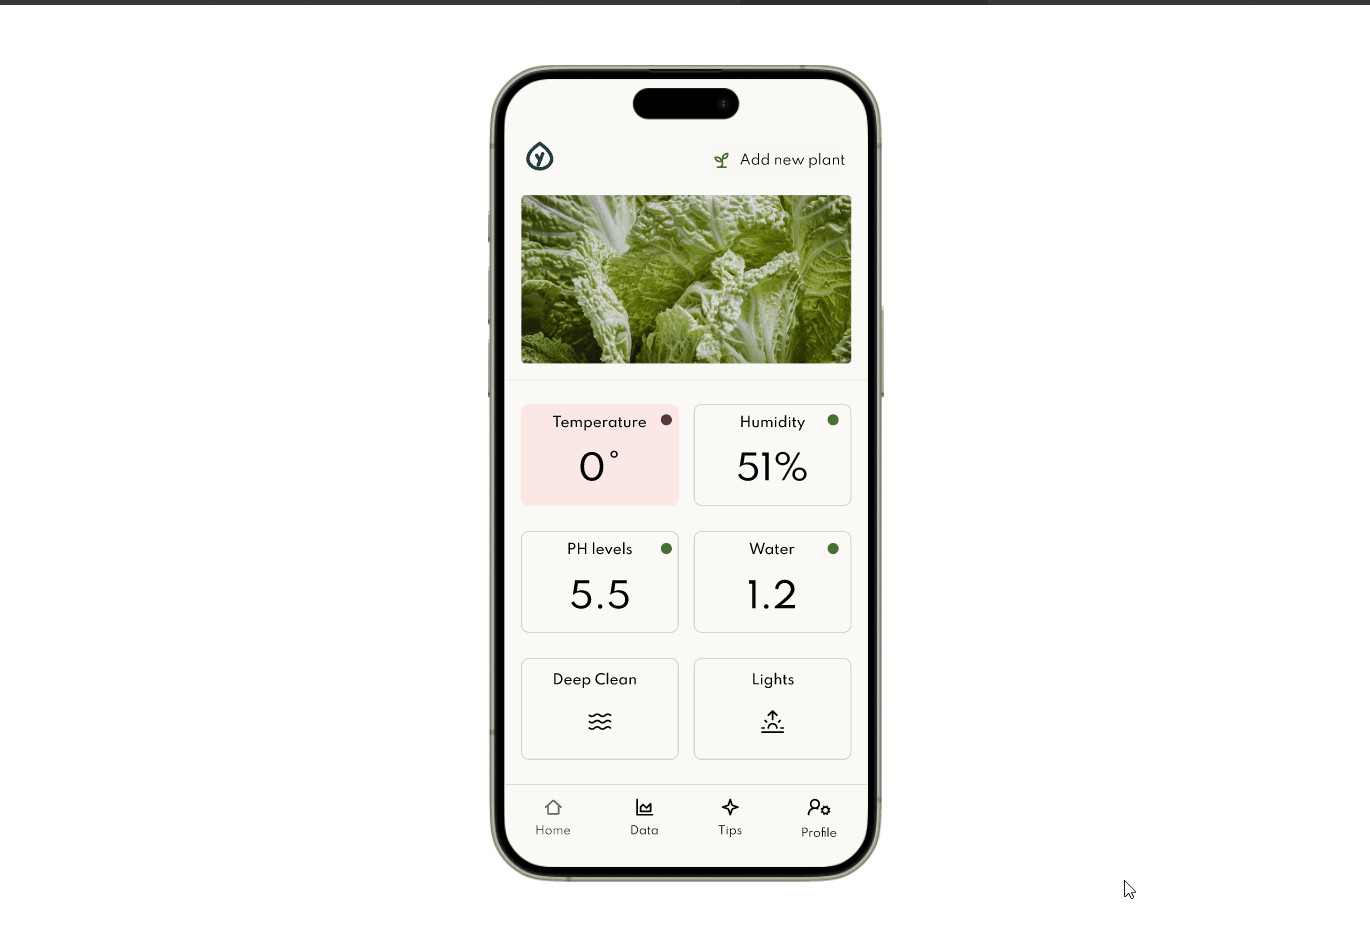 Add new plant
Temperature
0°
Humidity
51%
PH levels
5.5
Water
1.2
Deep Clean
Lights
Home
Data
Tips
Profile